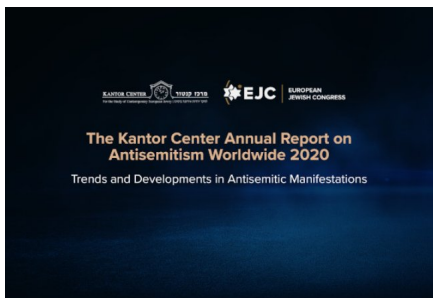 KANTOR CENTER
מרכז קנטור
EJC
EUROPEAN
JEWISH CONGRESS
The Kantor Center Annual Report on
Antisemitism Worldwide 2020
Trends and Developments in Antisemitic Manifestations